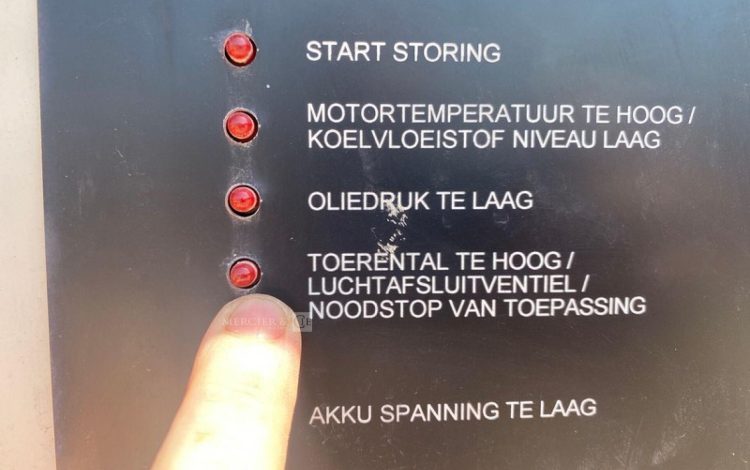 START STORING
MOTORTEMPERATUUR TE HOOG /
KOELVLOEISTOF NIVEAU LAAG
OLIEDRUK TE LAAG
TOERENTAL TE HOOG /
LUCHTAFSLUITVENTIEL /
NOODSTOP VAN TOEPASSING
MERCIER &
AKKU SPANNING TE LAAG